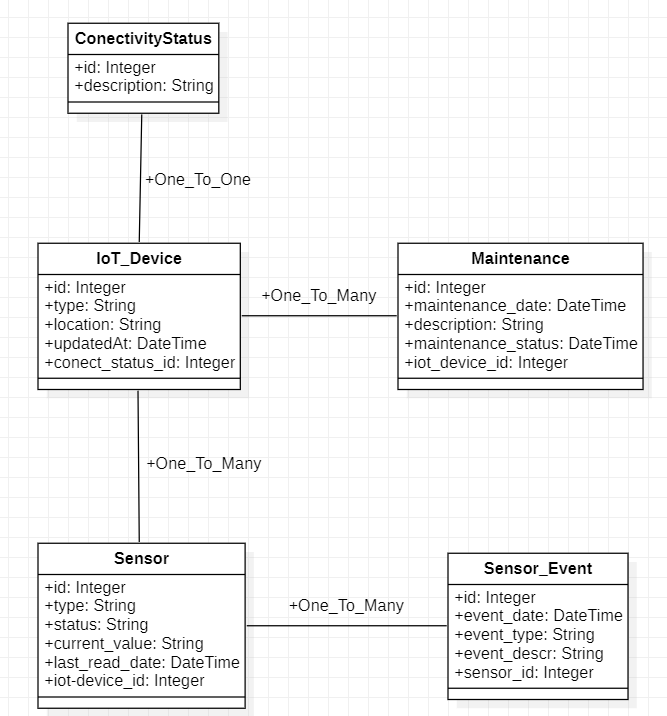 ConectivityStatus
+id: Integer
+description: String
+One_To_One
IoT_Device
+id: Integer
+type: String
+location: String
+updatedAt: DateTime
+conect_status_id: Integer
+One_To_Many
Maintenance
+id: Integer
+maintenance_date: DateTime
+description: String
+maintenance_status: DateTime
+iot_device_id: Integer
+One_To_Many
Sensor
+id: Integer
+type: String
+status: String
+current_value: String
+last_read_date: DateTime
+iot-device_id: Integer
+One_To_Many
Sensor_Event
+id: Integer
+event_date: DateTime
+event_type: String
+event_descr: String
+sensor_id: Integer